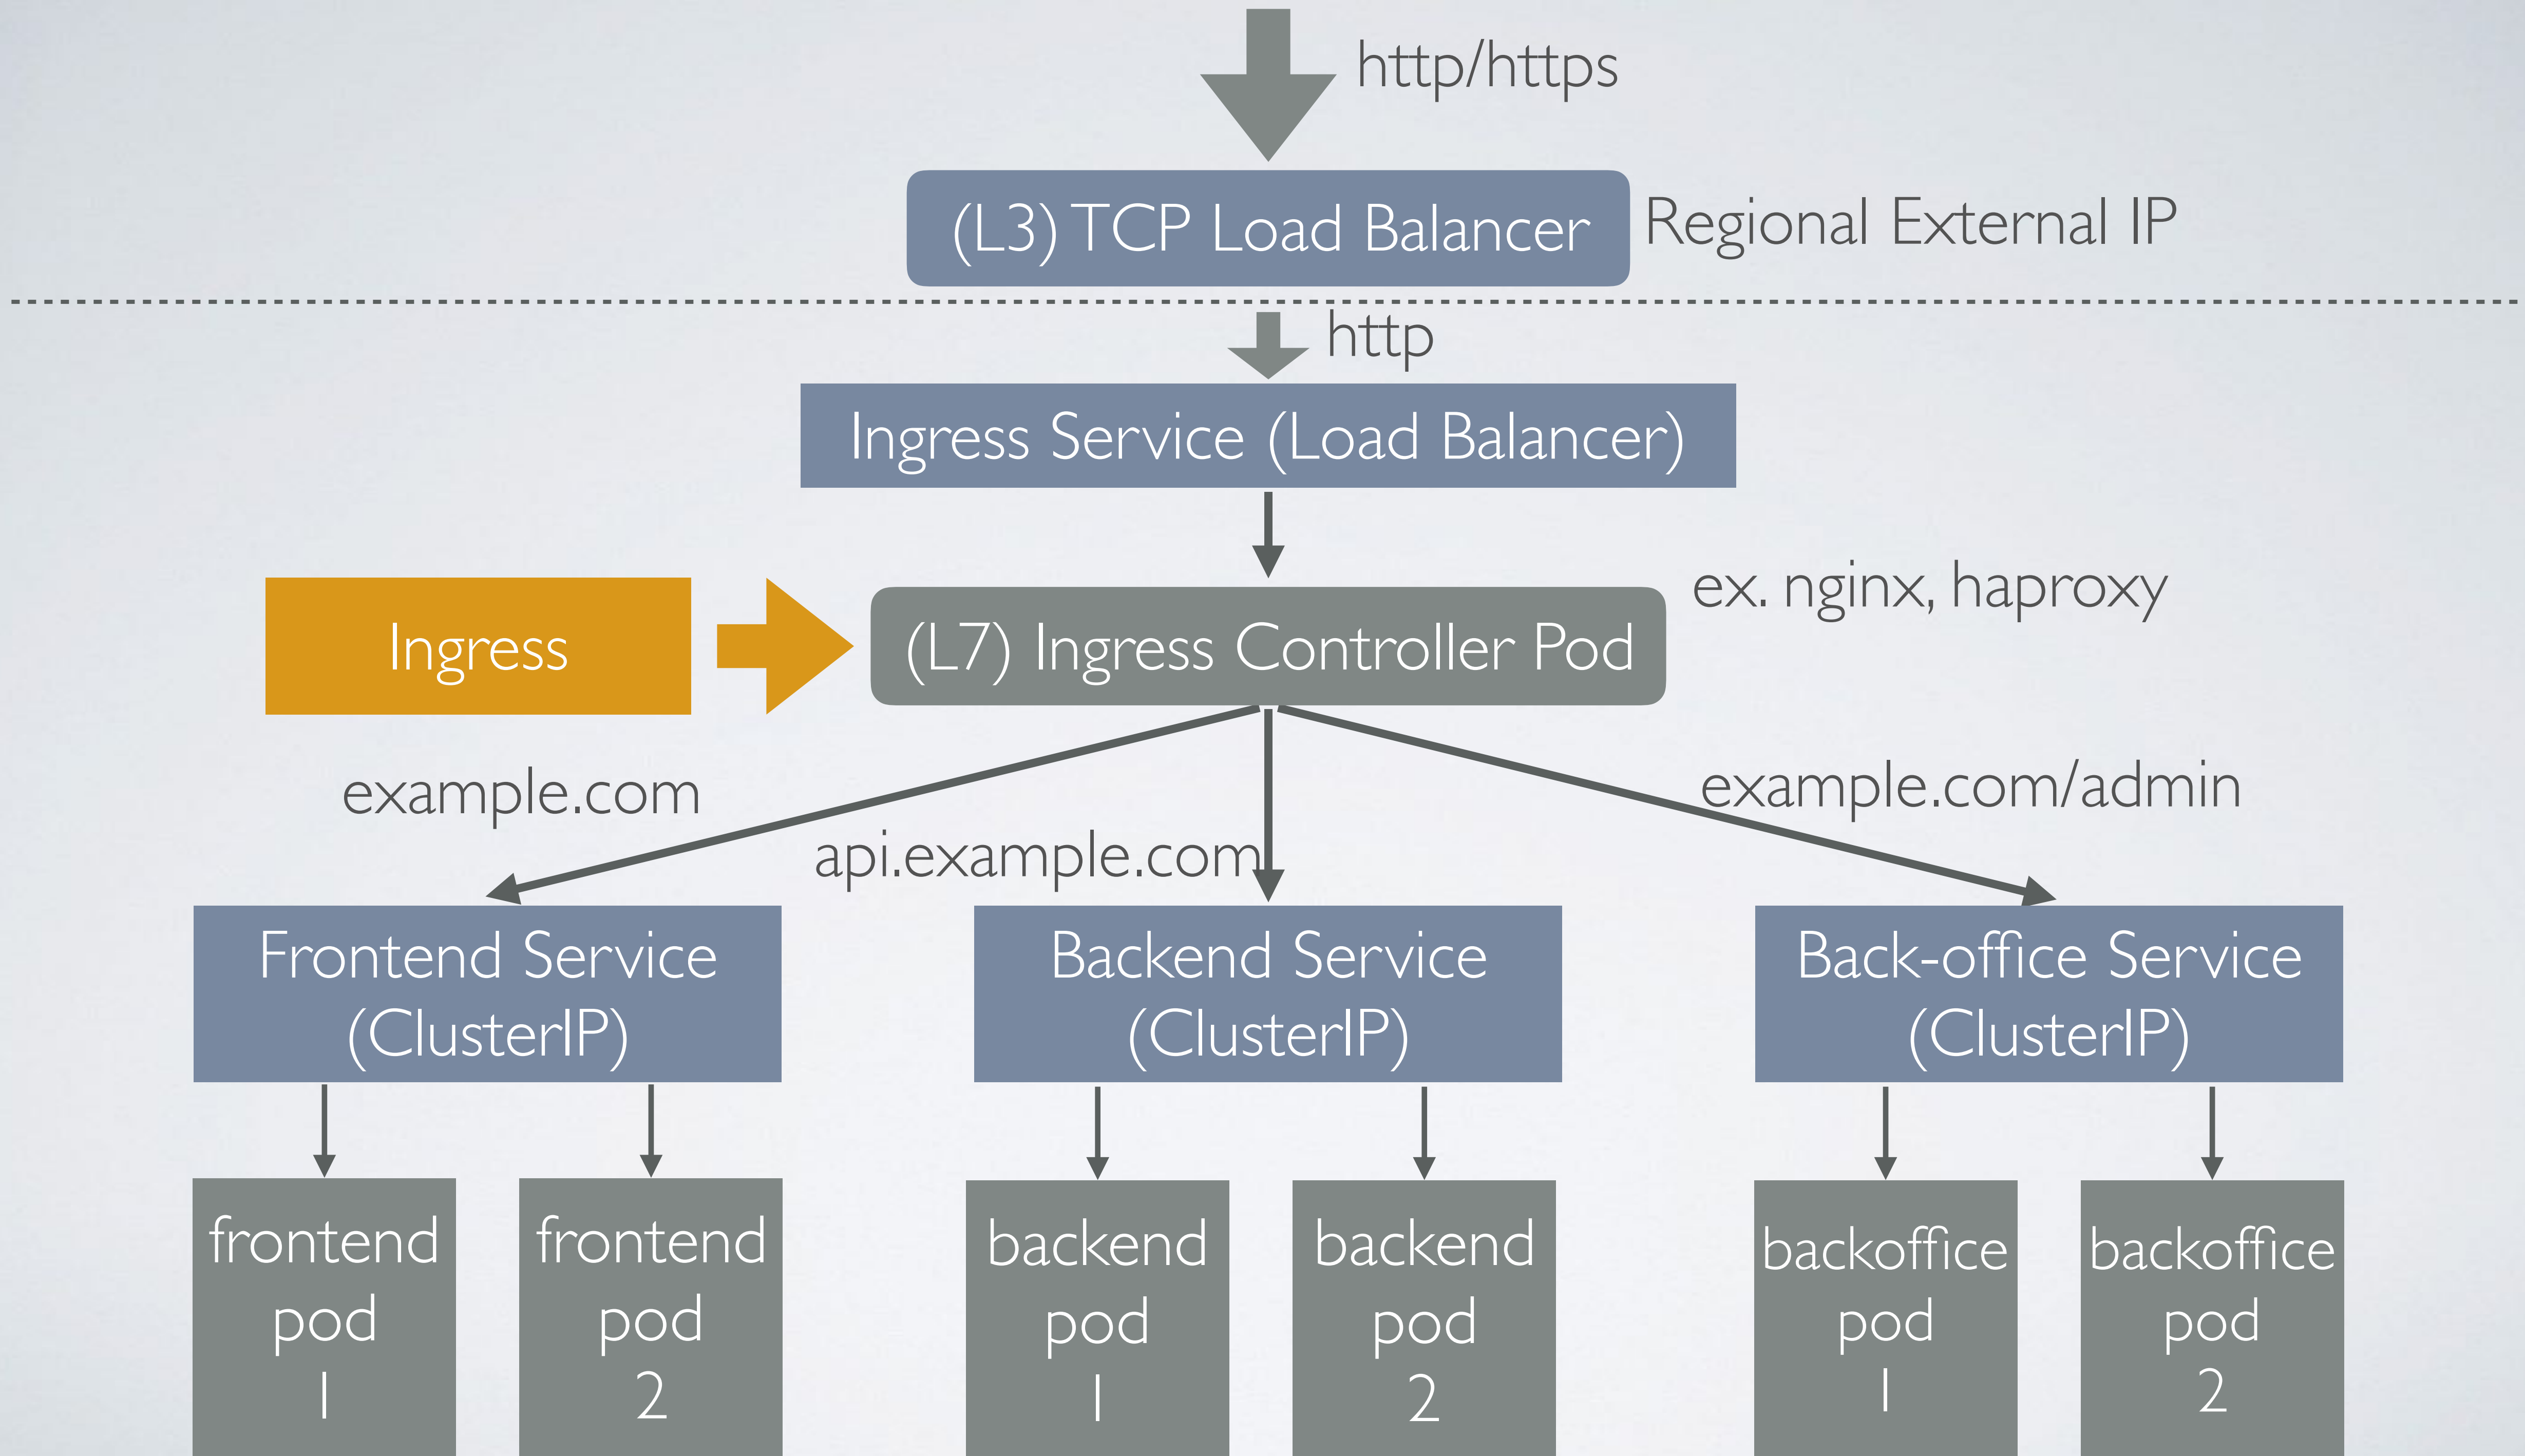 http/https
(L3) TCP Load Balancer
Regional External IP
http
Ingress Service (Load Balancer)
ex. nginx, haproxy
Ingress
(L7) Ingress Controller Pod
example.com
example.com/admin
api.example.com
Frontend Service
(ClusterIP)
Backend Service
(ClusterIP)
Back-office Service
(ClusterIP)
frontend
pod
1
frontend
pod
2
backend
pod
1
backend
pod
2
backoffice
pod
1
backoffice
pod
2